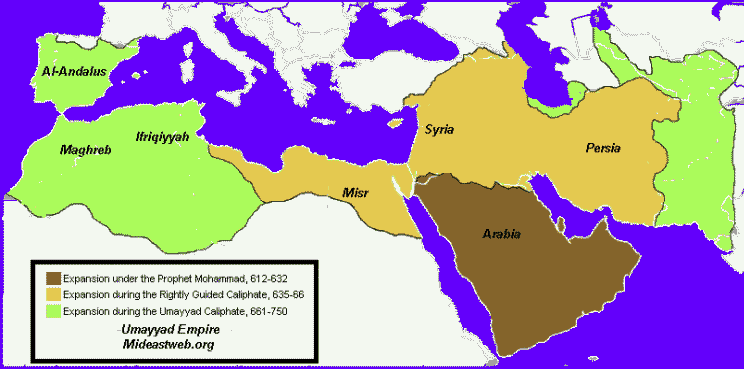 Al-Andalus
Ifriqiyyah
Maghreb
Syria
Persia
Misr
Arabia
Expansion under the Prophet Mohammad, 612-632
Expansion during the Rightly Guided Caliphate, 635-66
Expansion during the Umayyad Caliphate, 661-750
Umayyad Empire
Mideastweb.org